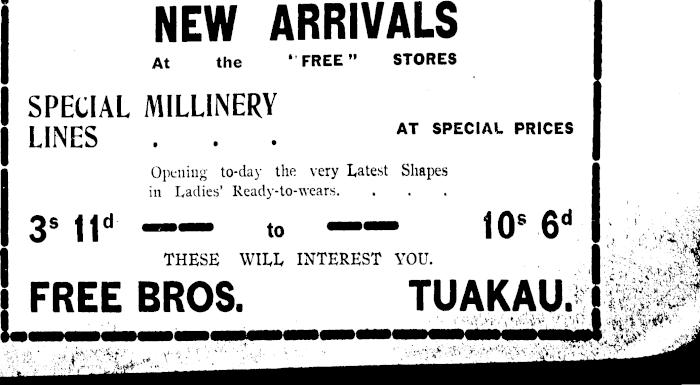 NEW ARRIVALS
At the "FREE" STORES
SPECIAL MILLINERY
LINES . . . AT SPECIAL PRICES
Opening to-day the very Latest Shapes
in Ladies' Ready-to-wears. . . .
3s 11d —— to —— 10s 6d
THESE WILL INTEREST YOU.
FREE BROS. TUAKAU.